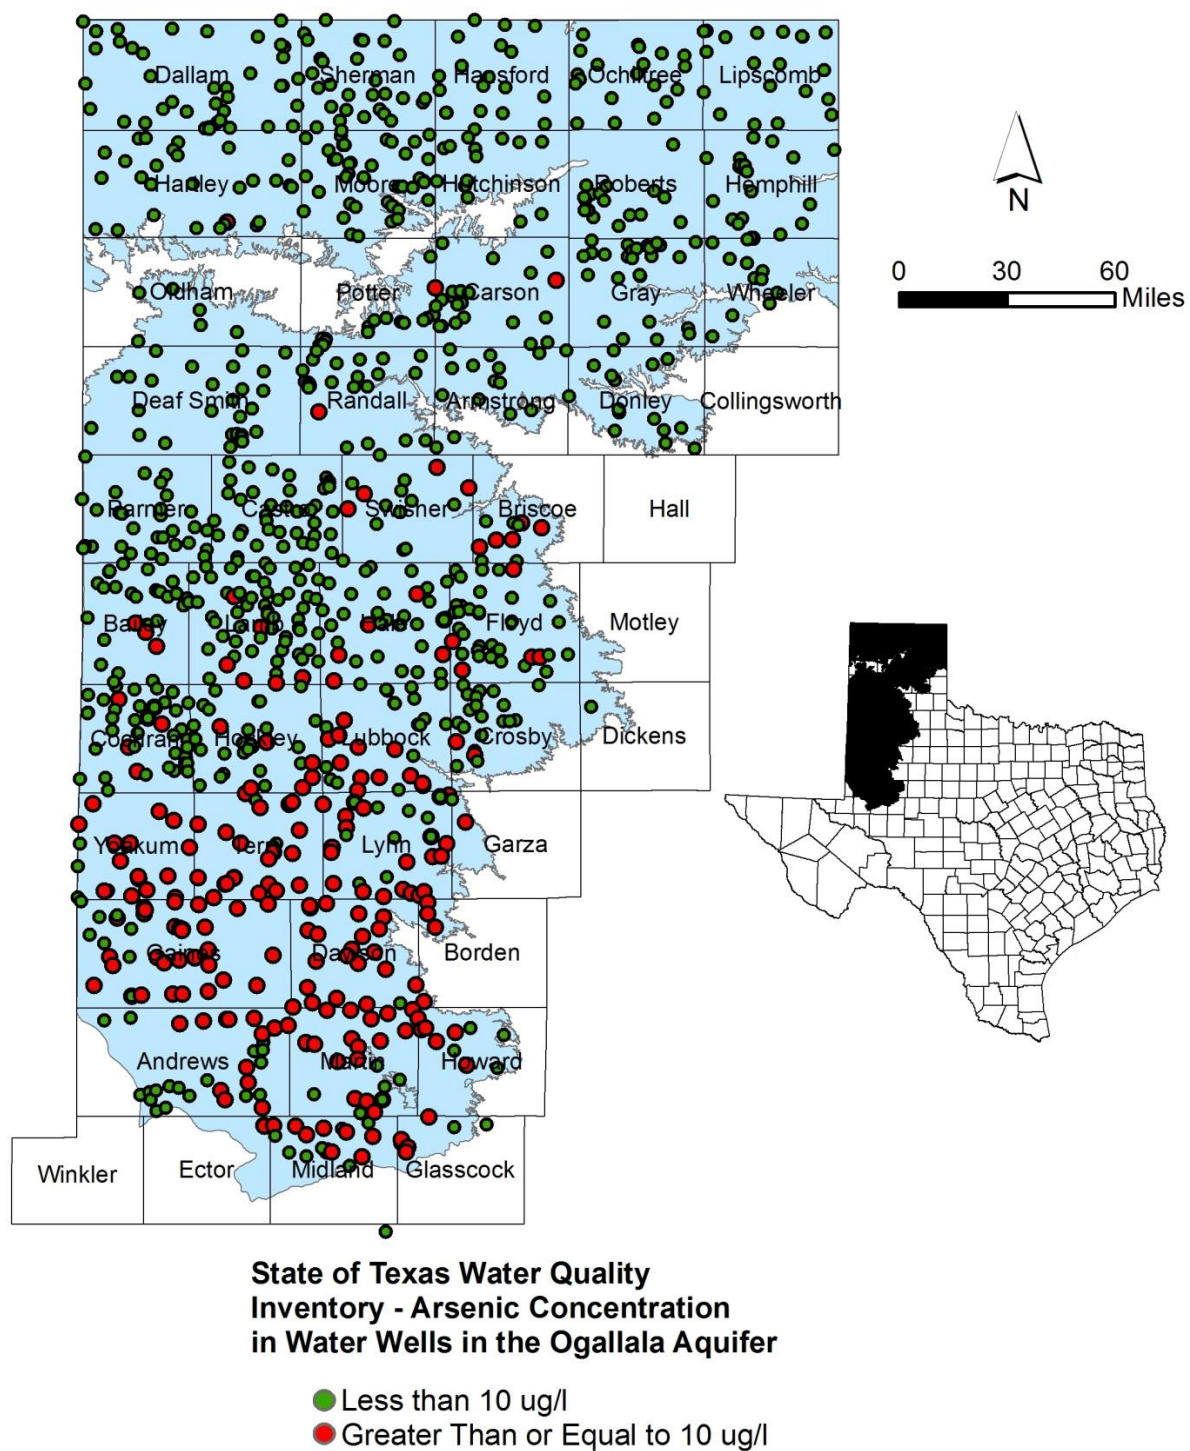 Dallam
Sherman
Hansford
Ochiltree
Lipscomb
Hartley
Moore
Hutchinson
Roberts
Hemphill
N
Oldham
Potter
Carson
Gray
Wheeler
0 30 60
Miles
Deaf Smith
Randall
Armstrong
Donley
Collingsworth
Parmer
Castro
Swisher
Briscoe
Hall
Bailey
Lamb
Hale
Floyd
Motley
Cochran
Hockley
Lubbock
Crosby
Dickens
Yoakum
Terry
Lynn
Garza
Gaines
Dawson
Borden
Andrews
Martin
Howard
Winkler
Ector
Midland
Glasscock
State of Texas Water Quality
Inventory - Arsenic Concentration
in Water Wells in the Ogallala Aquifer
Less than 10 ug/l
Greater Than or Equal to 10 ug/l